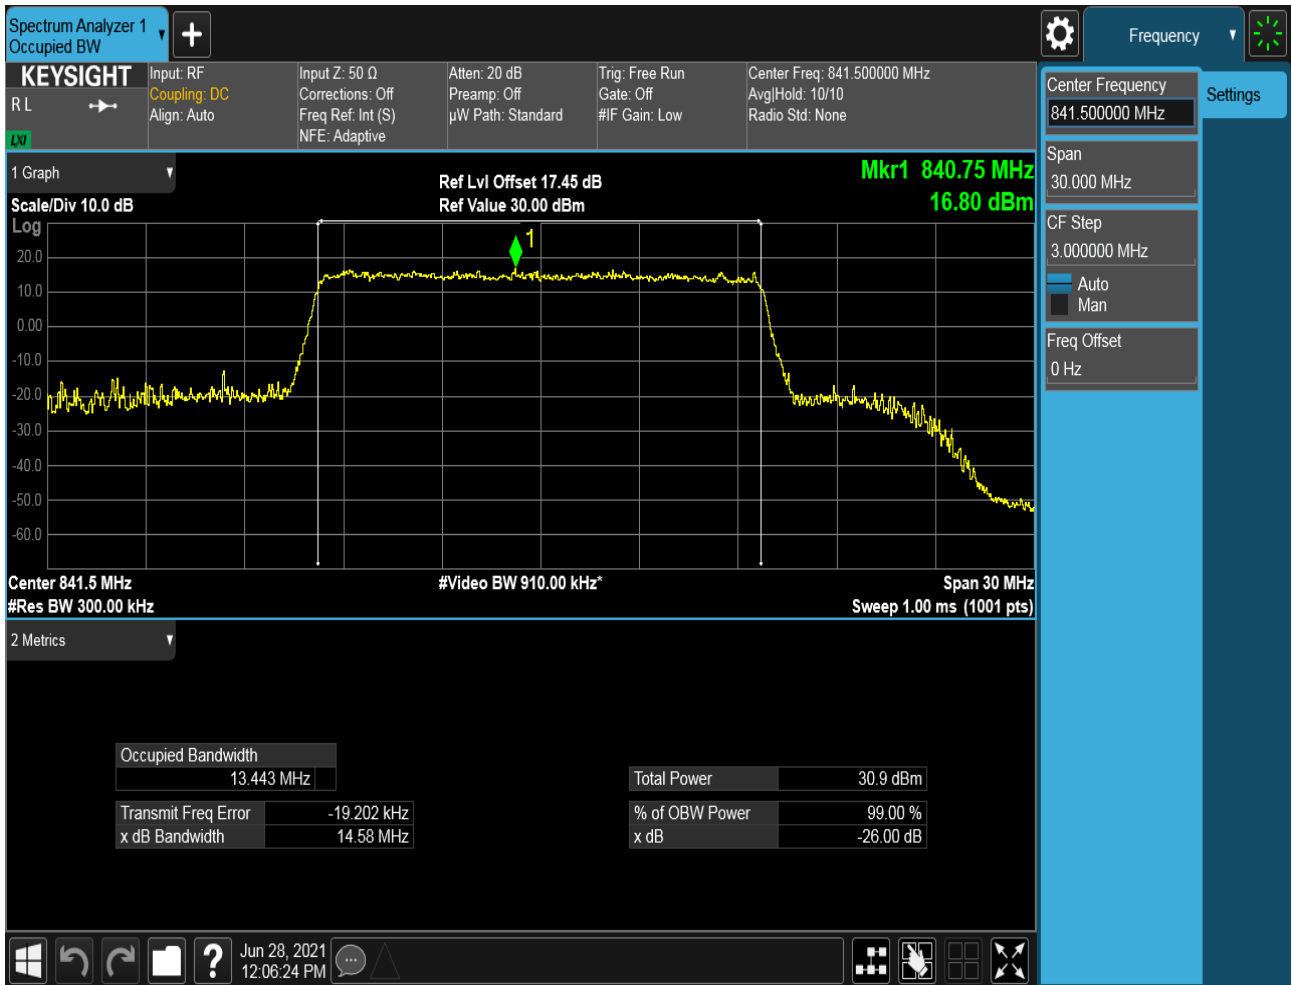 Spectrum Analyzer 1
Occupied BW
+
Frequency
KEYSIGHT
R L
LXI
Input: RF
Coupling: DC
Align: Auto
Input Z: 50 Ω
Corrections: Off
Freq Ref: Int (S)
NFE: Adaptive
Atten: 20 dB
Preamp: Off
µW Path: Standard
Trig: Free Run
Gate: Off
#IF Gain: Low
Center Freq: 841.500000 MHz
Avg|Hold: 10/10
Radio Std: None
Center Frequency
841.500000 MHz
Settings
Span
30.000 MHz
CF Step
3.000000 MHz
Auto
Man
Freq Offset
0 Hz
1 Graph
Scale/Div 10.0 dB
Ref Lvl Offset 17.45 dB
Ref Value 30.00 dBm
Mkr1 840.75 MHz
16.80 dBm
Log
1
20.0
10.0
0.00
-10.0
-20.0
-30.0
-40.0
-50.0
-60.0
Center 841.5 MHz
#Video BW 910.00 kHz*
Span 30 MHz
#Res BW 300.00 kHz
Sweep 1.00 ms (1001 pts)
2 Metrics
Occupied Bandwidth
13.443 MHz
Total Power 30.9 dBm
Transmit Freq Error -19.202 kHz
% of OBW Power 99.00 %
x dB Bandwidth 14.58 MHz
x dB -26.00 dB
?
Jun 28, 2021
12:06:24 PM